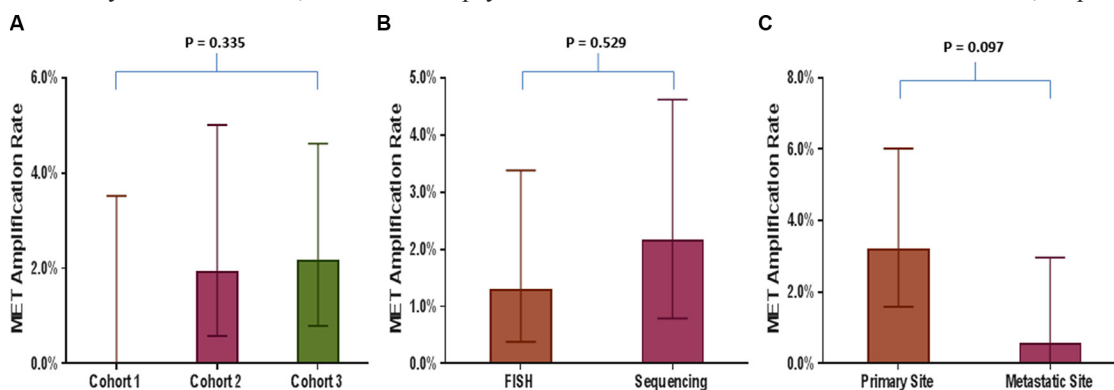 A
P = 0.335
MET Amplification Rate
6.0%
4.0%
2.0%
0.0%
Cohort 1 Cohort 2 Cohort 3
B
P = 0.529
MET Amplification Rate
5.0%
4.0%
3.0%
2.0%
1.0%
0.0%
FISH Sequencing
C
P = 0.097
MET Amplification Rate
8.0%
6.0%
4.0%
2.0%
0.0%
Primary Site Metastatic Site